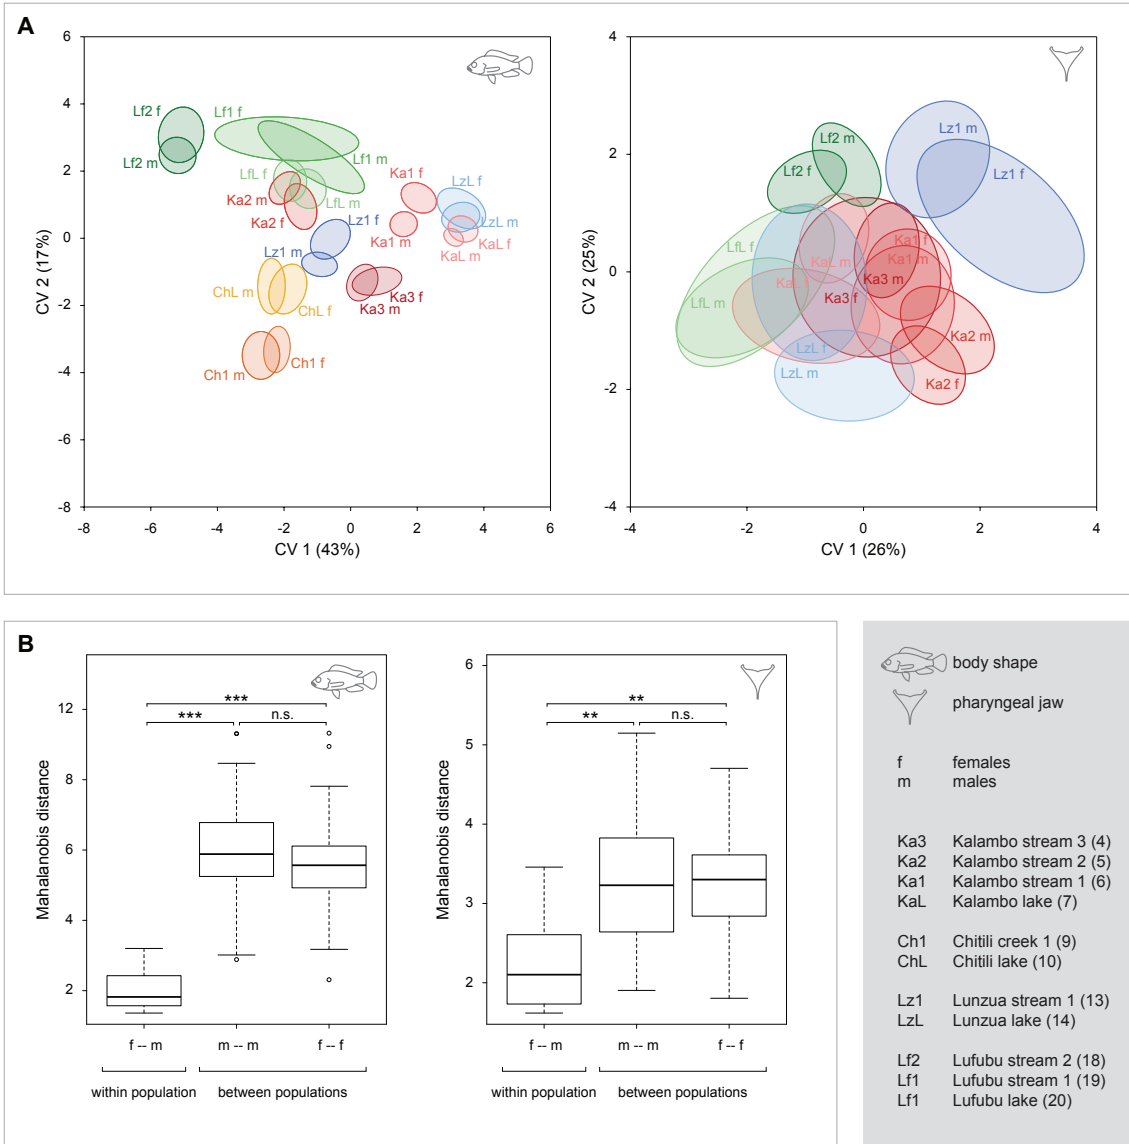 A
6
4
2
0
-2
-4
-6
-8
CV 2 (17%)
-8 -6 -4 -2 0 2 4 6
CV 1 (43%)
Lf2 f
Lf2 m
Lf1 f
Lf1 m
LfL f
LfL m
Ka2 m
Ka2 f
Ka1 f
Ka1 m
LzL f
LzL m
KaL f
KaL m
Lz1 f
Lz1 m
ChL m
ChL f
Ka3 f
Ka3 m
Ch1 m
Ch1 f
4
2
0
-2
-4
CV 2 (25%)
-4 -2 0 2 4
CV 1 (26%)
Lz1 m
Lf2 m
Lf2 f
Lz1 f
LfL f
Ka1 f
Ka1 m
KaL m
Ka3 m
KaL f
Ka3 f
LfL m
Ka2 m
LzL f
LzL m
Ka2 f
B
Mahalanobis distance
12
8
6
4
2
***
***
n.s.
f -- m
m -- m
f -- f
within population
between populations
Mahalanobis distance
6
5
4
3
2
**
**
n.s.
f -- m
m -- m
f -- f
within population
between populations
body shape
pharyngeal jaw
f females
m males
Ka3 Kalambo stream 3 (4)
Ka2 Kalambo stream 2 (5)
Ka1 Kalambo stream 1 (6)
KaL Kalambo lake (7)
Ch1 Chitili creek 1 (9)
ChL Chitili lake (10)
Lz1 Lunzua stream 1 (13)
LzL Lunzua lake (14)
Lf2 Lufubu stream 2 (18)
Lf1 Lufubu stream 1 (19)
Lf1 Lufubu lake (20)